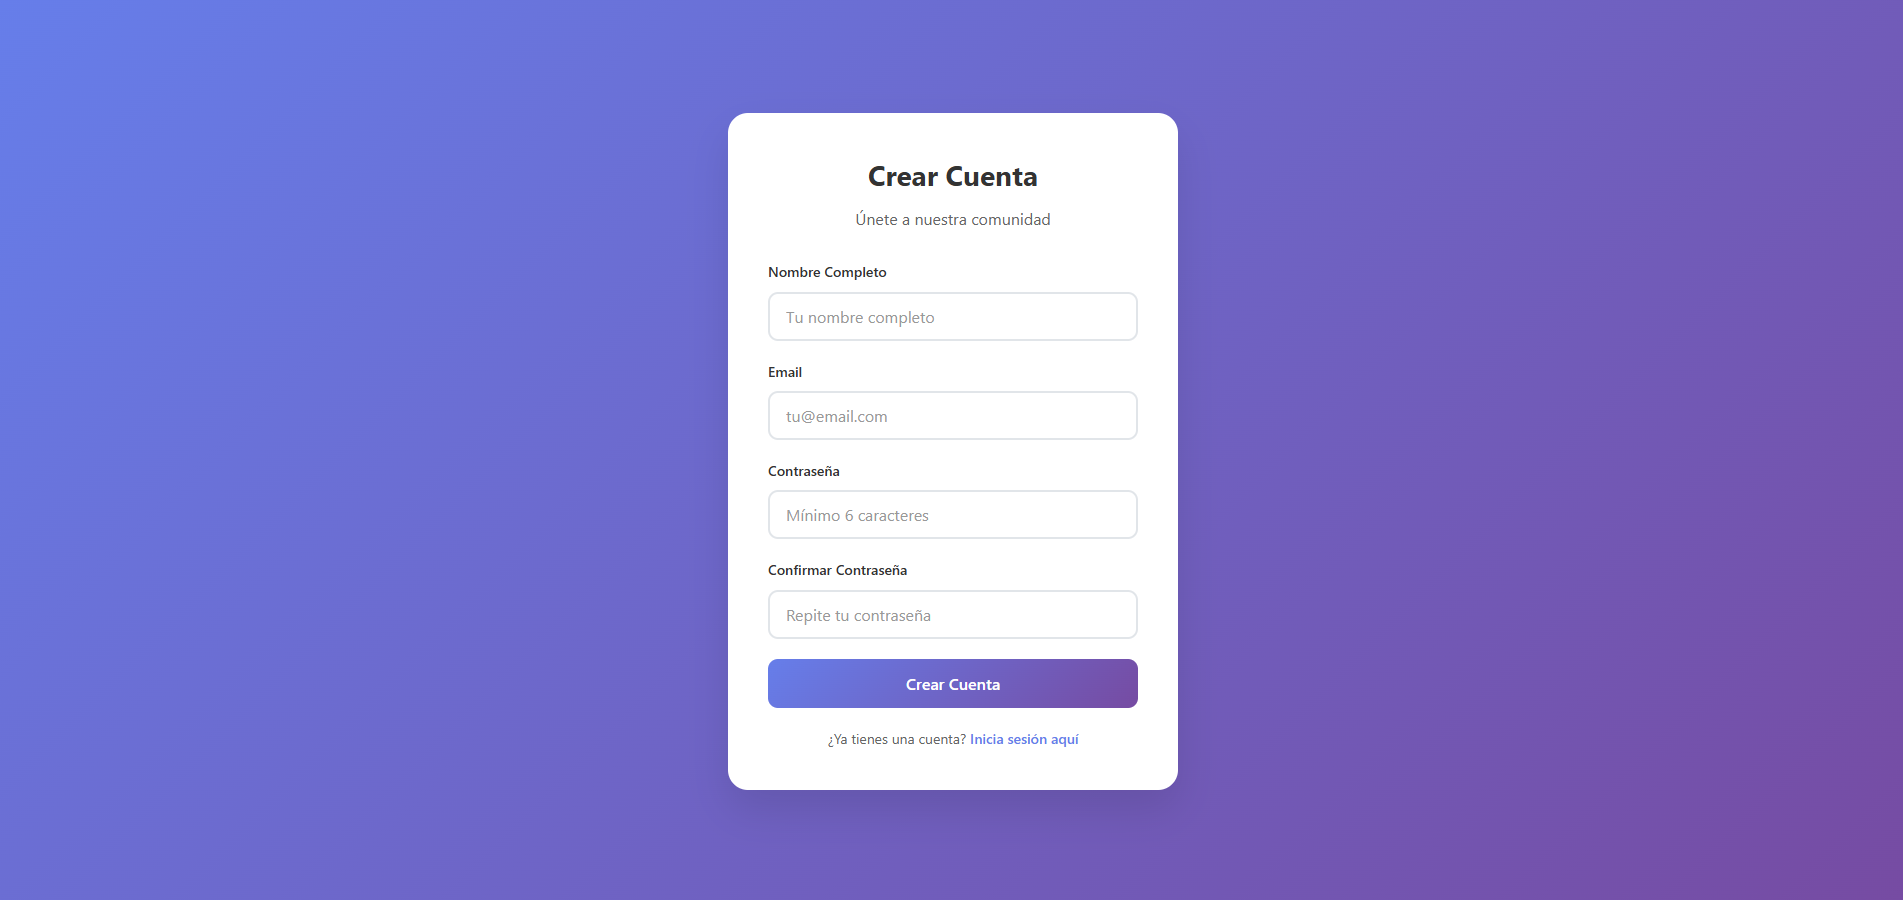 Crear Cuenta
Únete a nuestra comunidad
Nombre Completo
Tu nombre completo
Email
tu@email.com
Contraseña
Mínimo 6 caracteres
Confirmar Contraseña
Repite tu contraseña
Crear Cuenta
¿Ya tienes una cuenta? Inicia sesión aquí